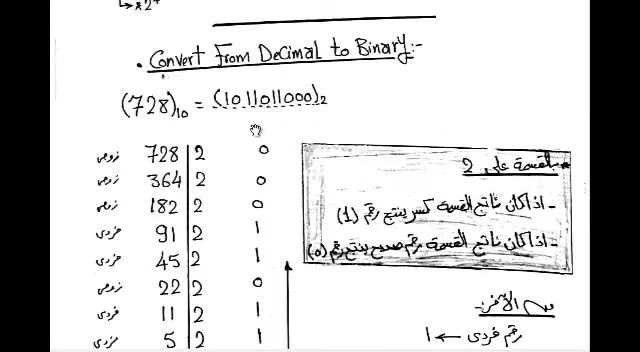 ↳*2⁴
• Convert From Decimal to Binary:-
(728)₁₀ = (1011011000)₂
زوجي 728 | 2 0
زوجي 364 | 2 0
زوجي 182 | 2 0
فردي 91 | 2 1
فردي 45 | 2 1
زوجي 22 | 2 0
فردي 11 | 2 1
فردي 5 | 2 1
• بالقسمة على 2
- اذا كان ناتج القسمة كسر ينتج رقم (1)
- اذا كان ناتج القسمة رقم صحيح ينتج رقم (0)
رقم فردي ← 1